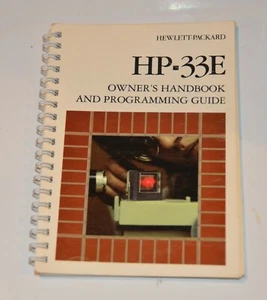 HEWLETT-PACKARD
HP-33E
OWNER'S HANDBOOK
AND PROGRAMMING GUIDE